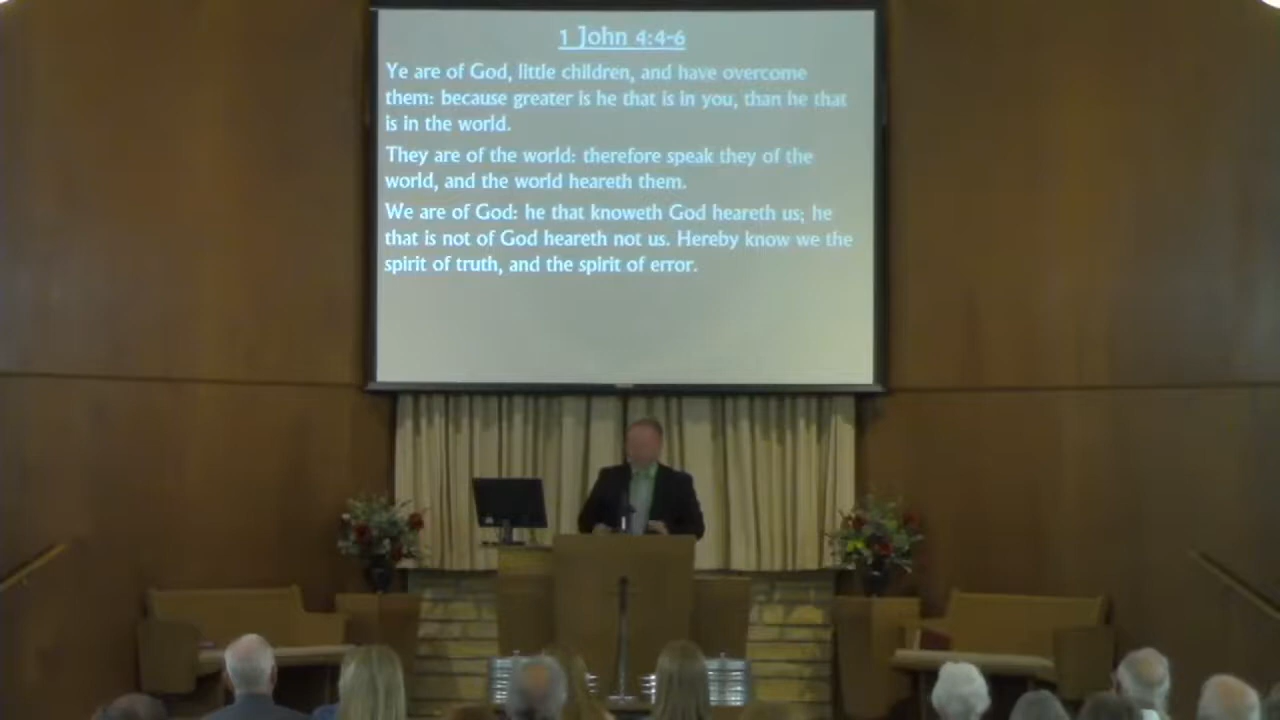 1 John 4:4-6
Ye are of God, little children, and have overcome
them: because greater is he that is in you, than he that
is in the world.
They are of the world: therefore speak they of the
world, and the world heareth them.
We are of God: he that knoweth God heareth us; he
that is not of God heareth not us. Hereby know we the
spirit of truth, and the spirit of error.